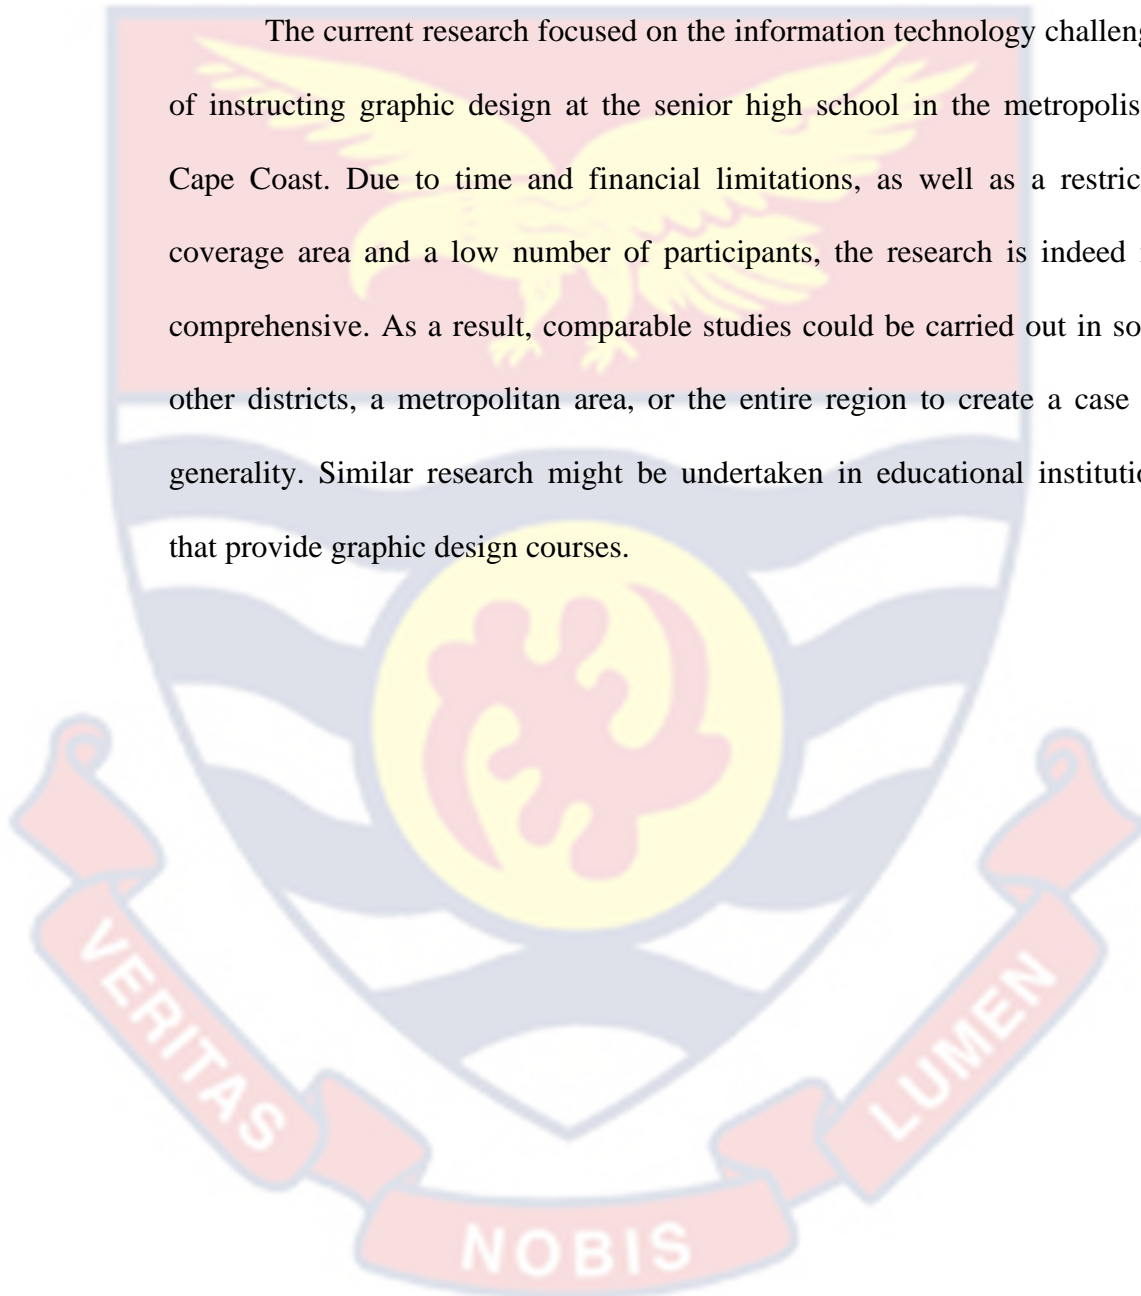 The current research focused on the information technology challeng
of instructing graphic design at the senior high school in the metropolis
Cape Coast. Due to time and financial limitations, as well as a restric
coverage area and a low number of participants, the research is indeed
comprehensive. As a result, comparable studies could be carried out in so
other districts, a metropolitan area, or the entire region to create a case
generality. Similar research might be undertaken in educational institutio
that provide graphic design courses.
VERITAS
NOBIS
LUMEN